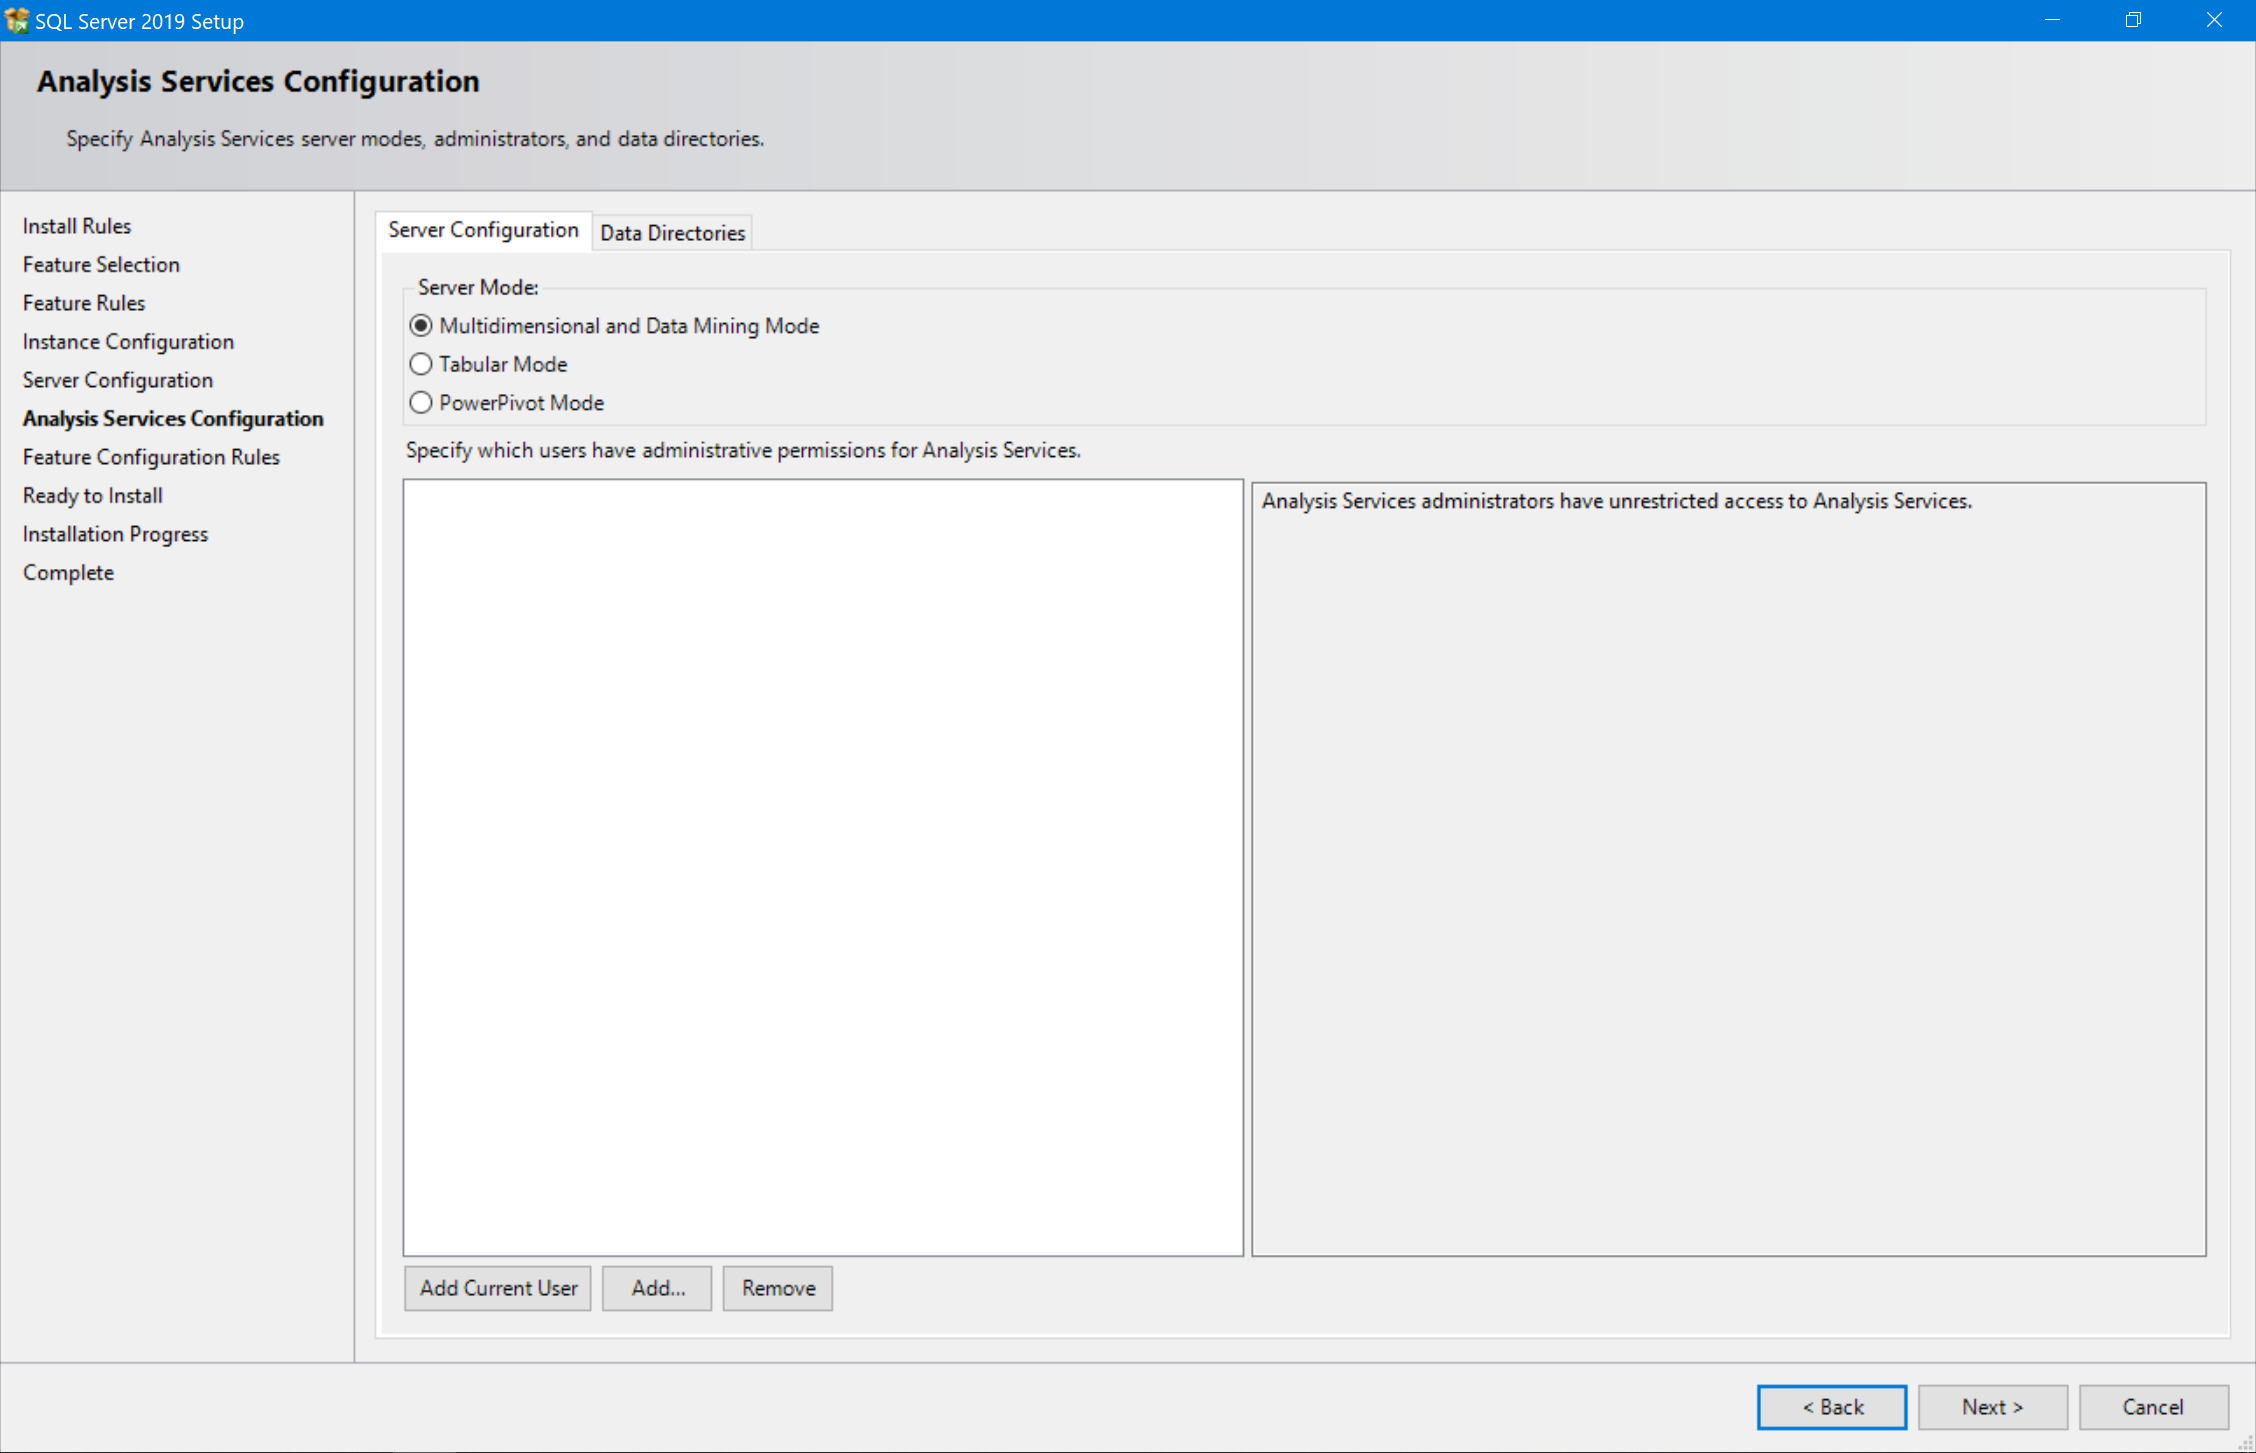 SQL Server 2019 Setup
Analysis Services Configuration
Specify Analysis Services server modes, administrators, and data directories.
Install Rules
Feature Selection
Feature Rules
Instance Configuration
Server Configuration
Analysis Services Configuration
Feature Configuration Rules
Ready to Install
Installation Progress
Complete
Server Configuration
Data Directories
Server Mode:
Multidimensional and Data Mining Mode
Tabular Mode
PowerPivot Mode
Specify which users have administrative permissions for Analysis Services.
Analysis Services administrators have unrestricted access to Analysis Services.
Add Current User
Add...
Remove
< Back
Next >
Cancel